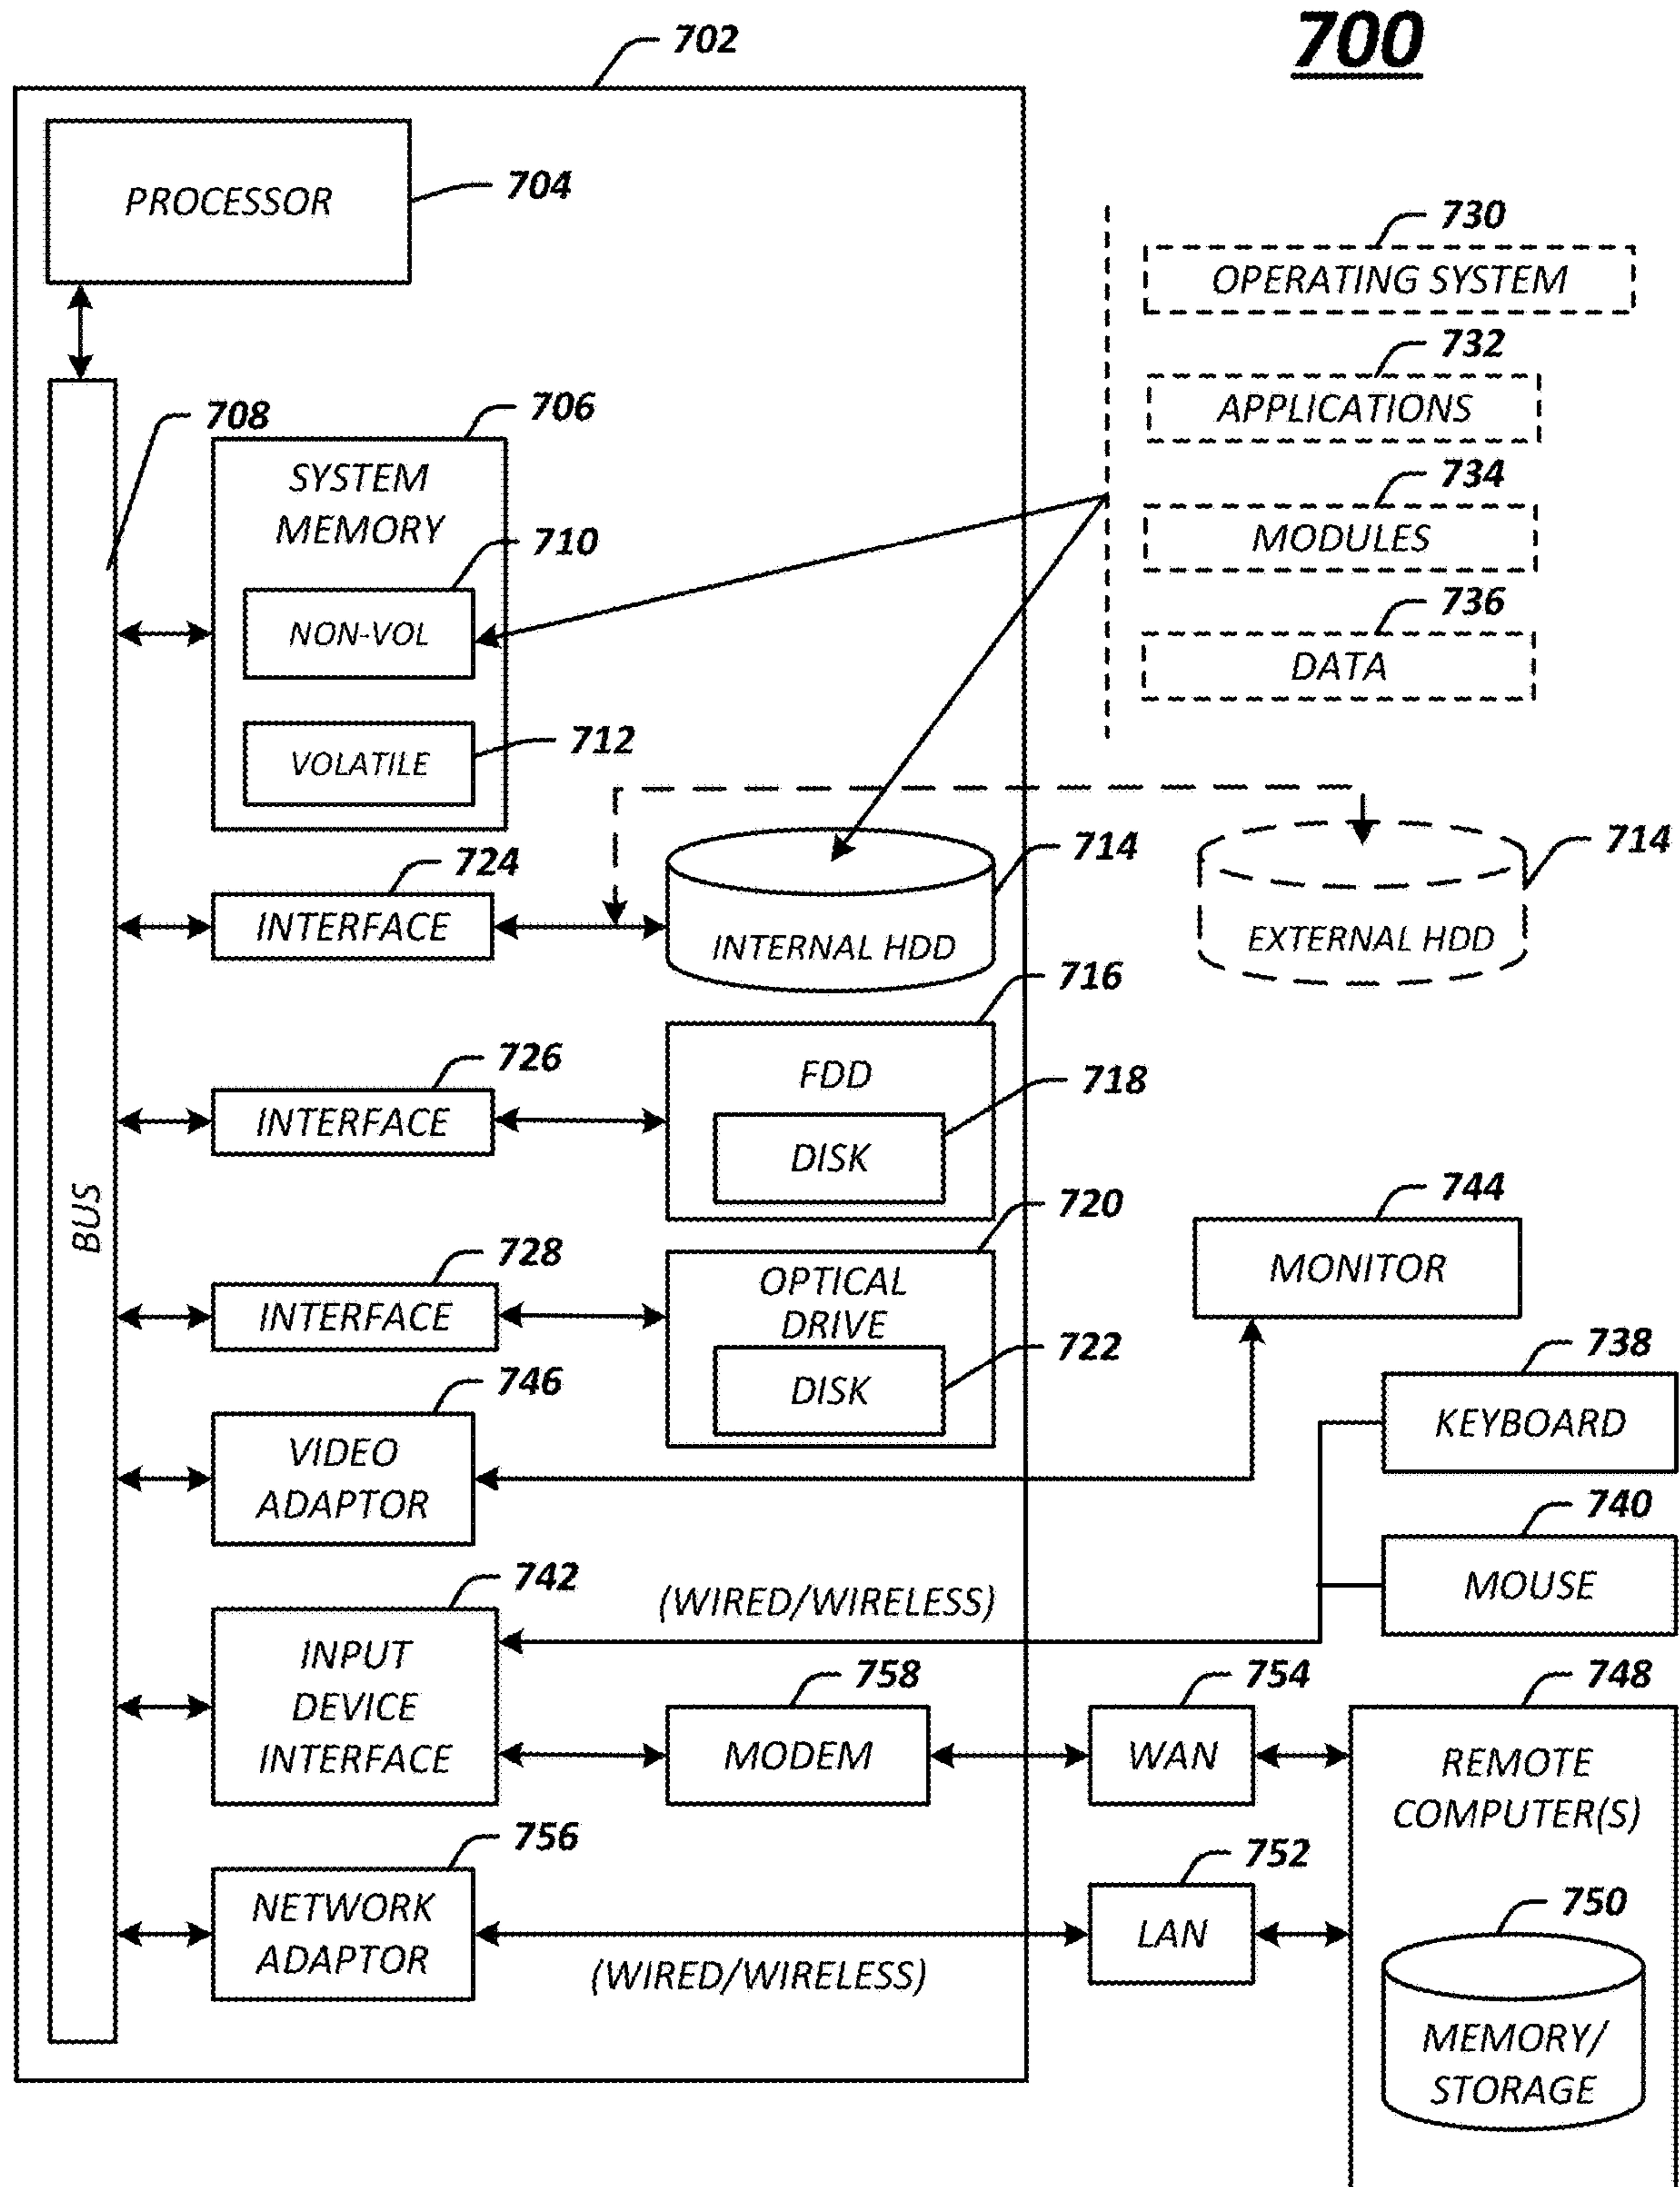 700
702
PROCESSOR
704
730
OPERATING SYSTEM
732
APPLICATIONS
734
MODULES
736
DATA
708
706
SYSTEM
MEMORY
710
NON-VOL
712
VOLATILE
BUS
724
INTERFACE
714
INTERNAL HDD
714
EXTERNAL HDD
726
INTERFACE
716
FDD
718
DISK
728
INTERFACE
720
OPTICAL
DRIVE
722
DISK
744
MONITOR
746
VIDEO
ADAPTOR
738
KEYBOARD
740
MOUSE
742
INPUT
DEVICE
INTERFACE
(WIRED/WIRELESS)
758
MODEM
754
WAN
748
REMOTE
COMPUTER(S)
756
NETWORK
ADAPTOR
(WIRED/WIRELESS)
752
LAN
750
MEMORY/
STORAGE